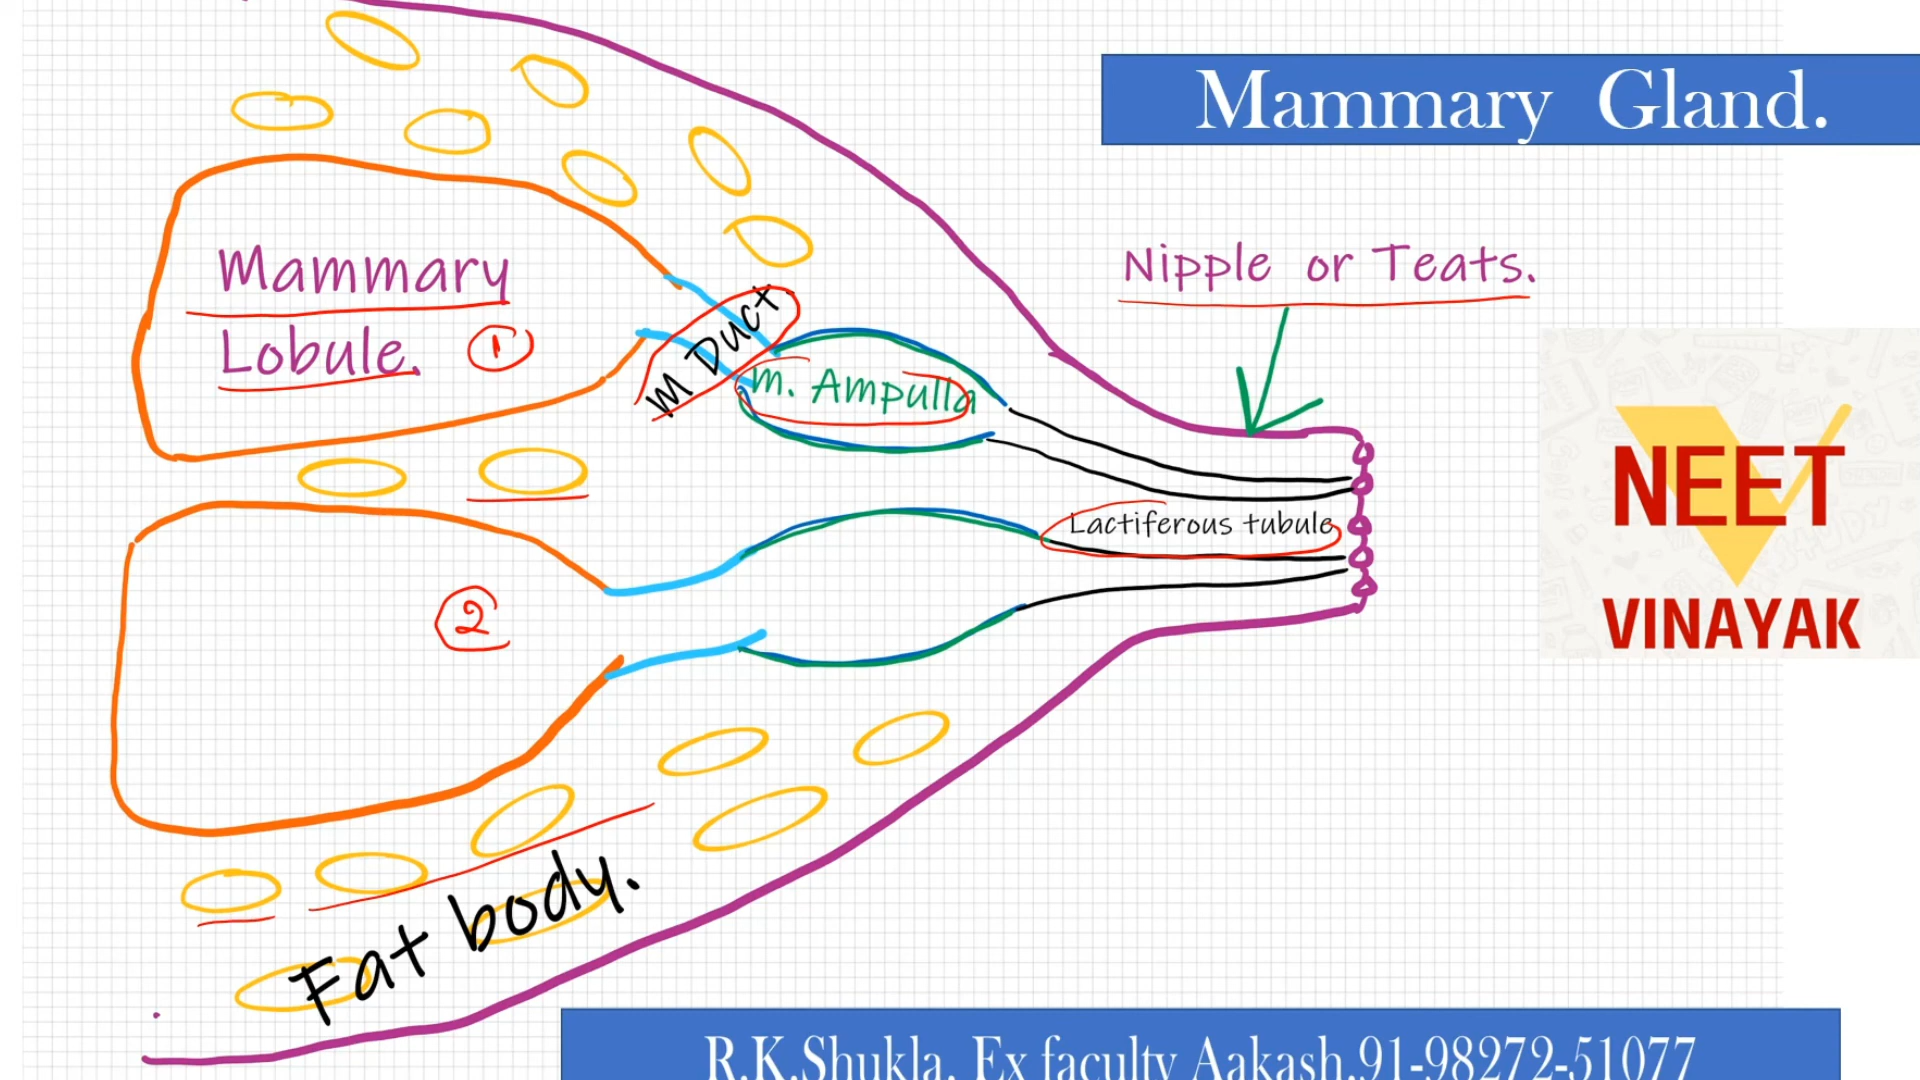 Mammary Gland.
Nipple or Teats.
Mammary
Lobule. 1
M Duct
m. Ampulla
Lactiferous tubule
2
Fat body.
NEET
VINAYAK
R.K.Shukla. Ex faculty Aakash.91-98272-51077